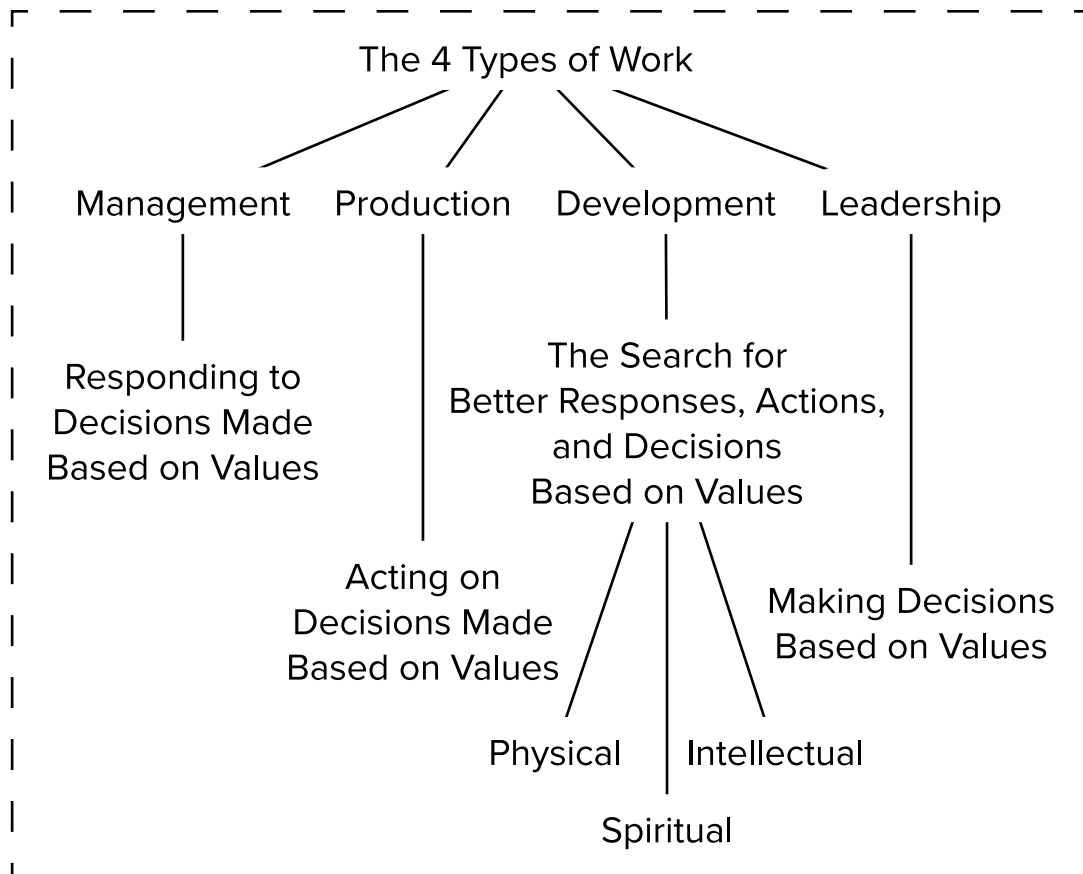 The 4 Types of Work
Management
Production
Development
Leadership
Responding to
Decisions Made
Based on Values
Acting on
Decisions Made
Based on Values
The Search for
Better Responses, Actions,
and Decisions
Based on Values
Making Decisions
Based on Values
Physical
Intellectual
Spiritual